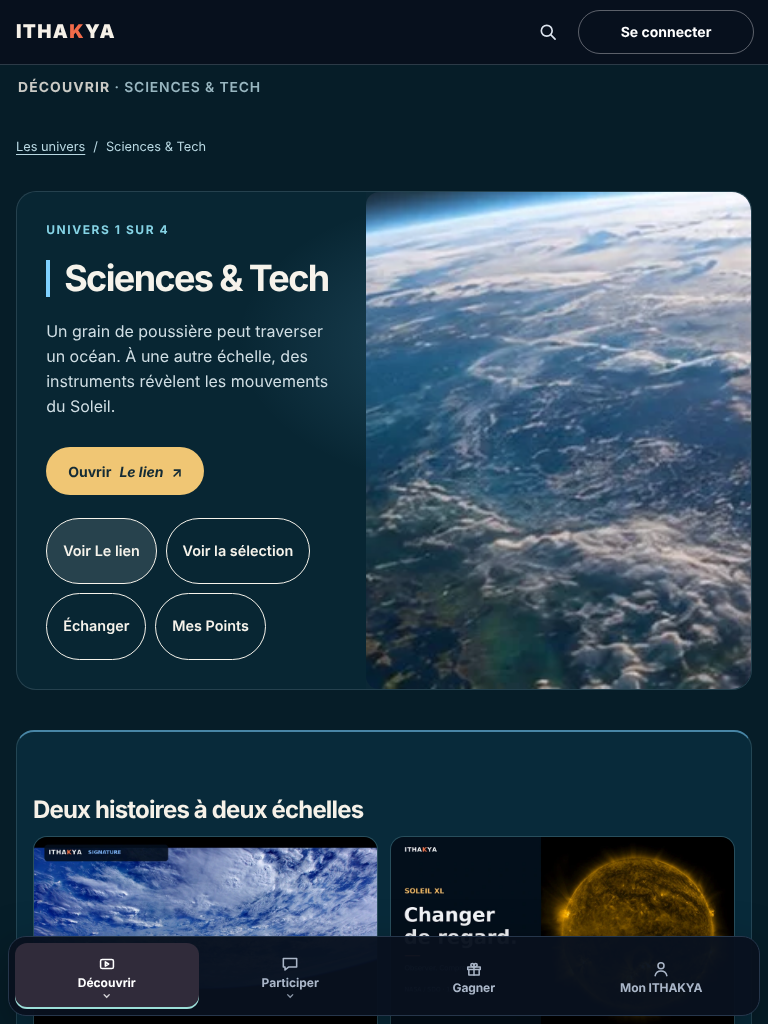 ITHAKYA
Se connecter
DÉCOUVRIR · SCIENCES & TECH
Les univers / Sciences & Tech
UNIVERS 1 SUR 4
Sciences & Tech
Un grain de poussière peut traverser
un océan. À une autre échelle, des
instruments révèlent les mouvements
du Soleil.
Ouvrir Le lien
Voir Le lien
Voir la sélection
Échanger
Mes Points
Deux histoires à deux échelles
ITHAKYA SIGNATURE
ITHAKYA
SOLEIL XL
Changer
de regard.
Découvrir
Participer
Gagner
Mon ITHAKYA